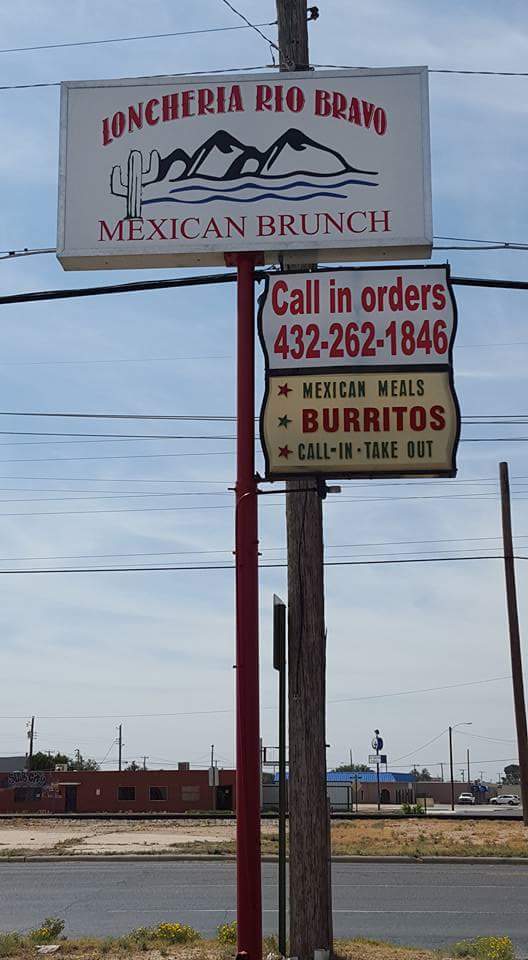 LONCHERIA RIO BRAVO
MEXICAN BRUNCH
Call in orders
432-262-1846
MEXICAN MEALS
BURRITOS
CALL-IN · TAKE OUT